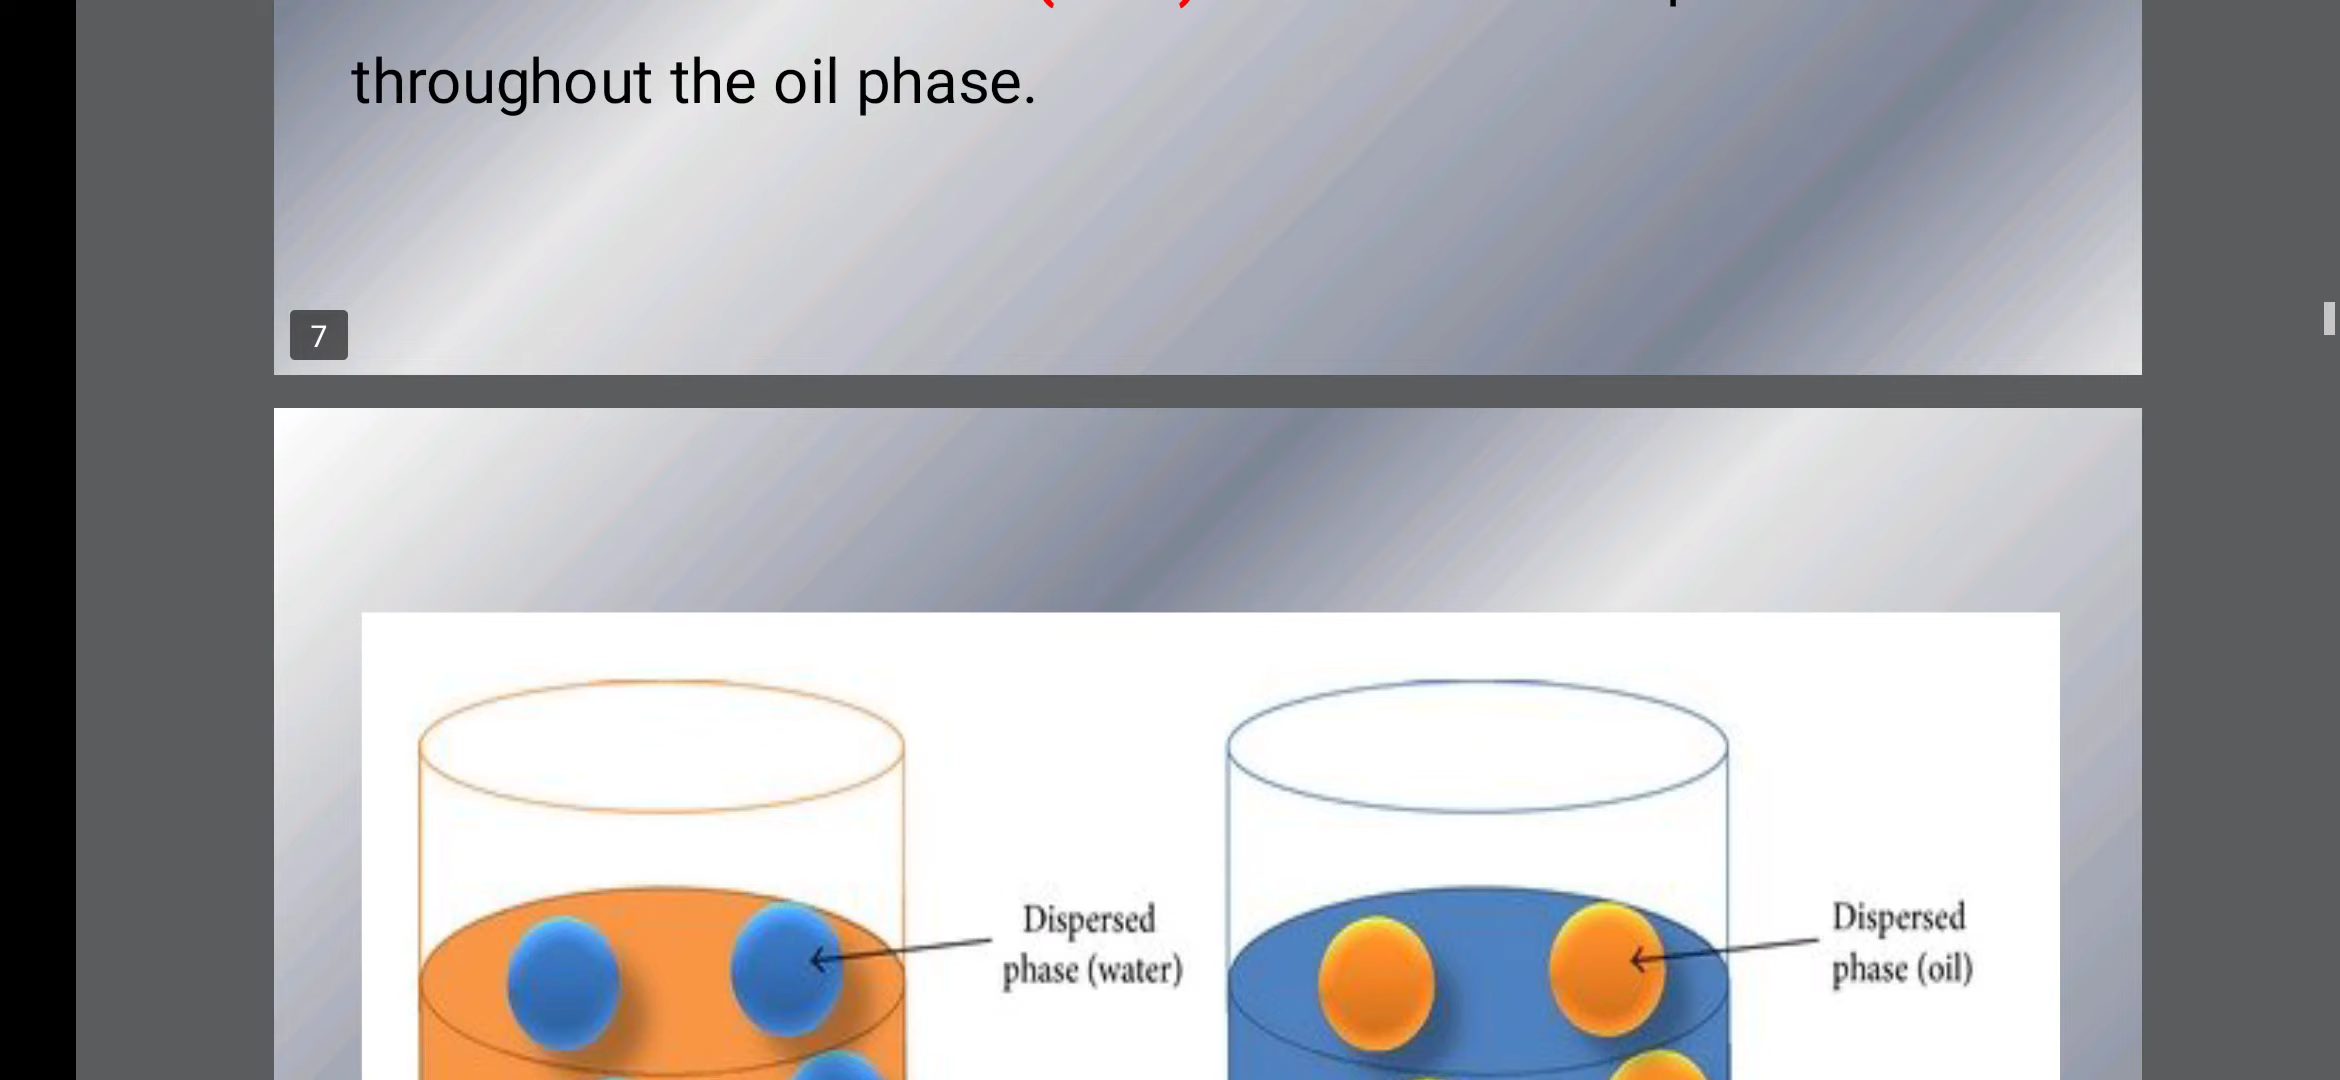 throughout the oil phase.
7
Dispersed
phase (water)
Dispersed
phase (oil)